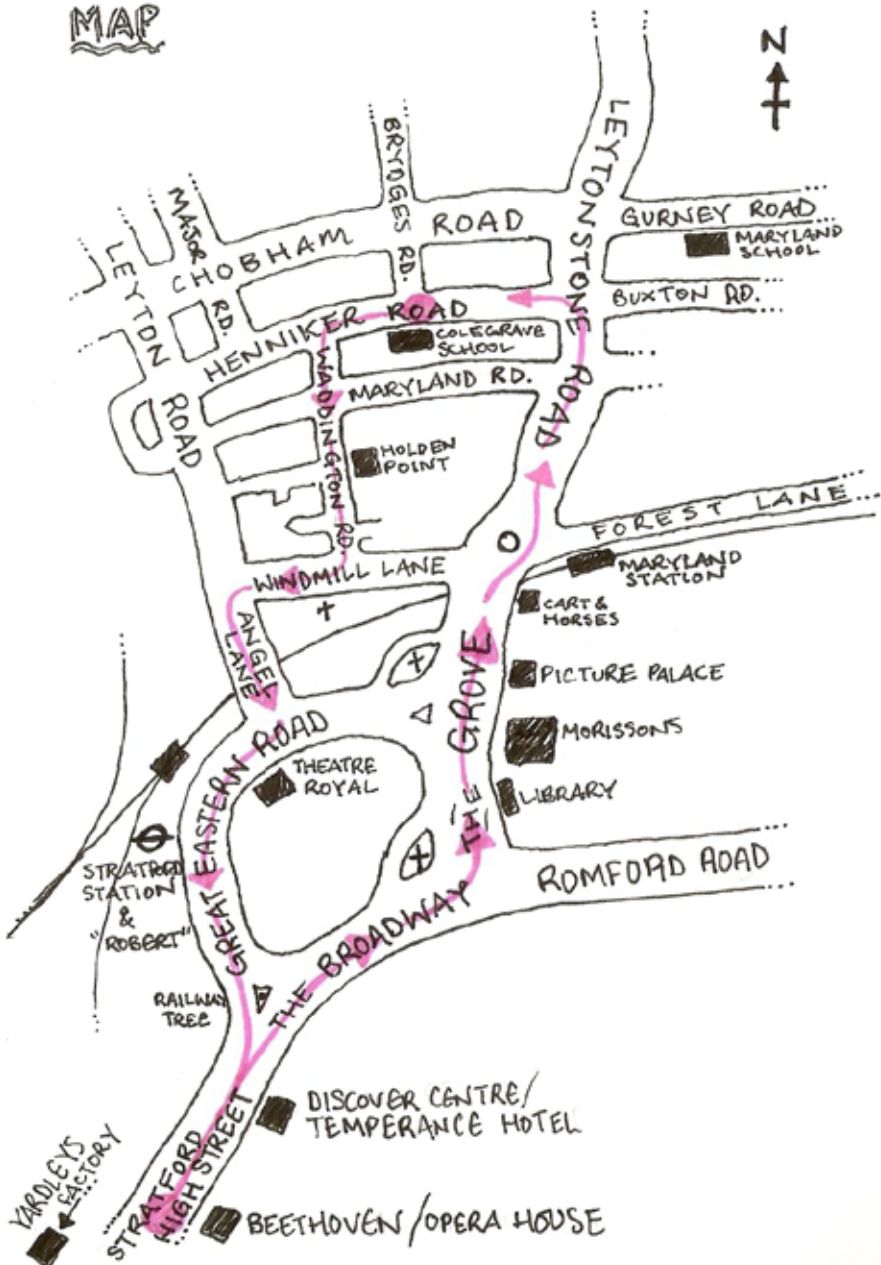 MAP
N
LEYTONSTONE ROAD
BRYDGES RD.
MAJOR RD.
LEYTON ROAD
CHOBHAM ROAD
GURNEY ROAD
MARYLAND
SCHOOL
BUXTON RD.
HENNIKER ROAD
COLEGRAVE
SCHOOL
WADDINGTON RD.
MARYLAND RD.
HOLDEN
POINT
FOREST LANE
MARYLAND
STATION
WINDMILL LANE
CART &
HORSES
ANGEL
LANE
THE GROVE
PICTURE PALACE
MORISSONS
GREAT EASTERN ROAD
THEATRE
ROYAL
LIBRARY
STRATFORD
STATION
&
"ROBERT"
ROMFORD ROAD
THE BROADWAY
RAILWAY
TREE
DISCOVER CENTRE/
TEMPERANCE HOTEL
STRATFORD
HIGH STREET
YARDLEYS
FACTORY
BEETHOVEN/OPERA HOUSE